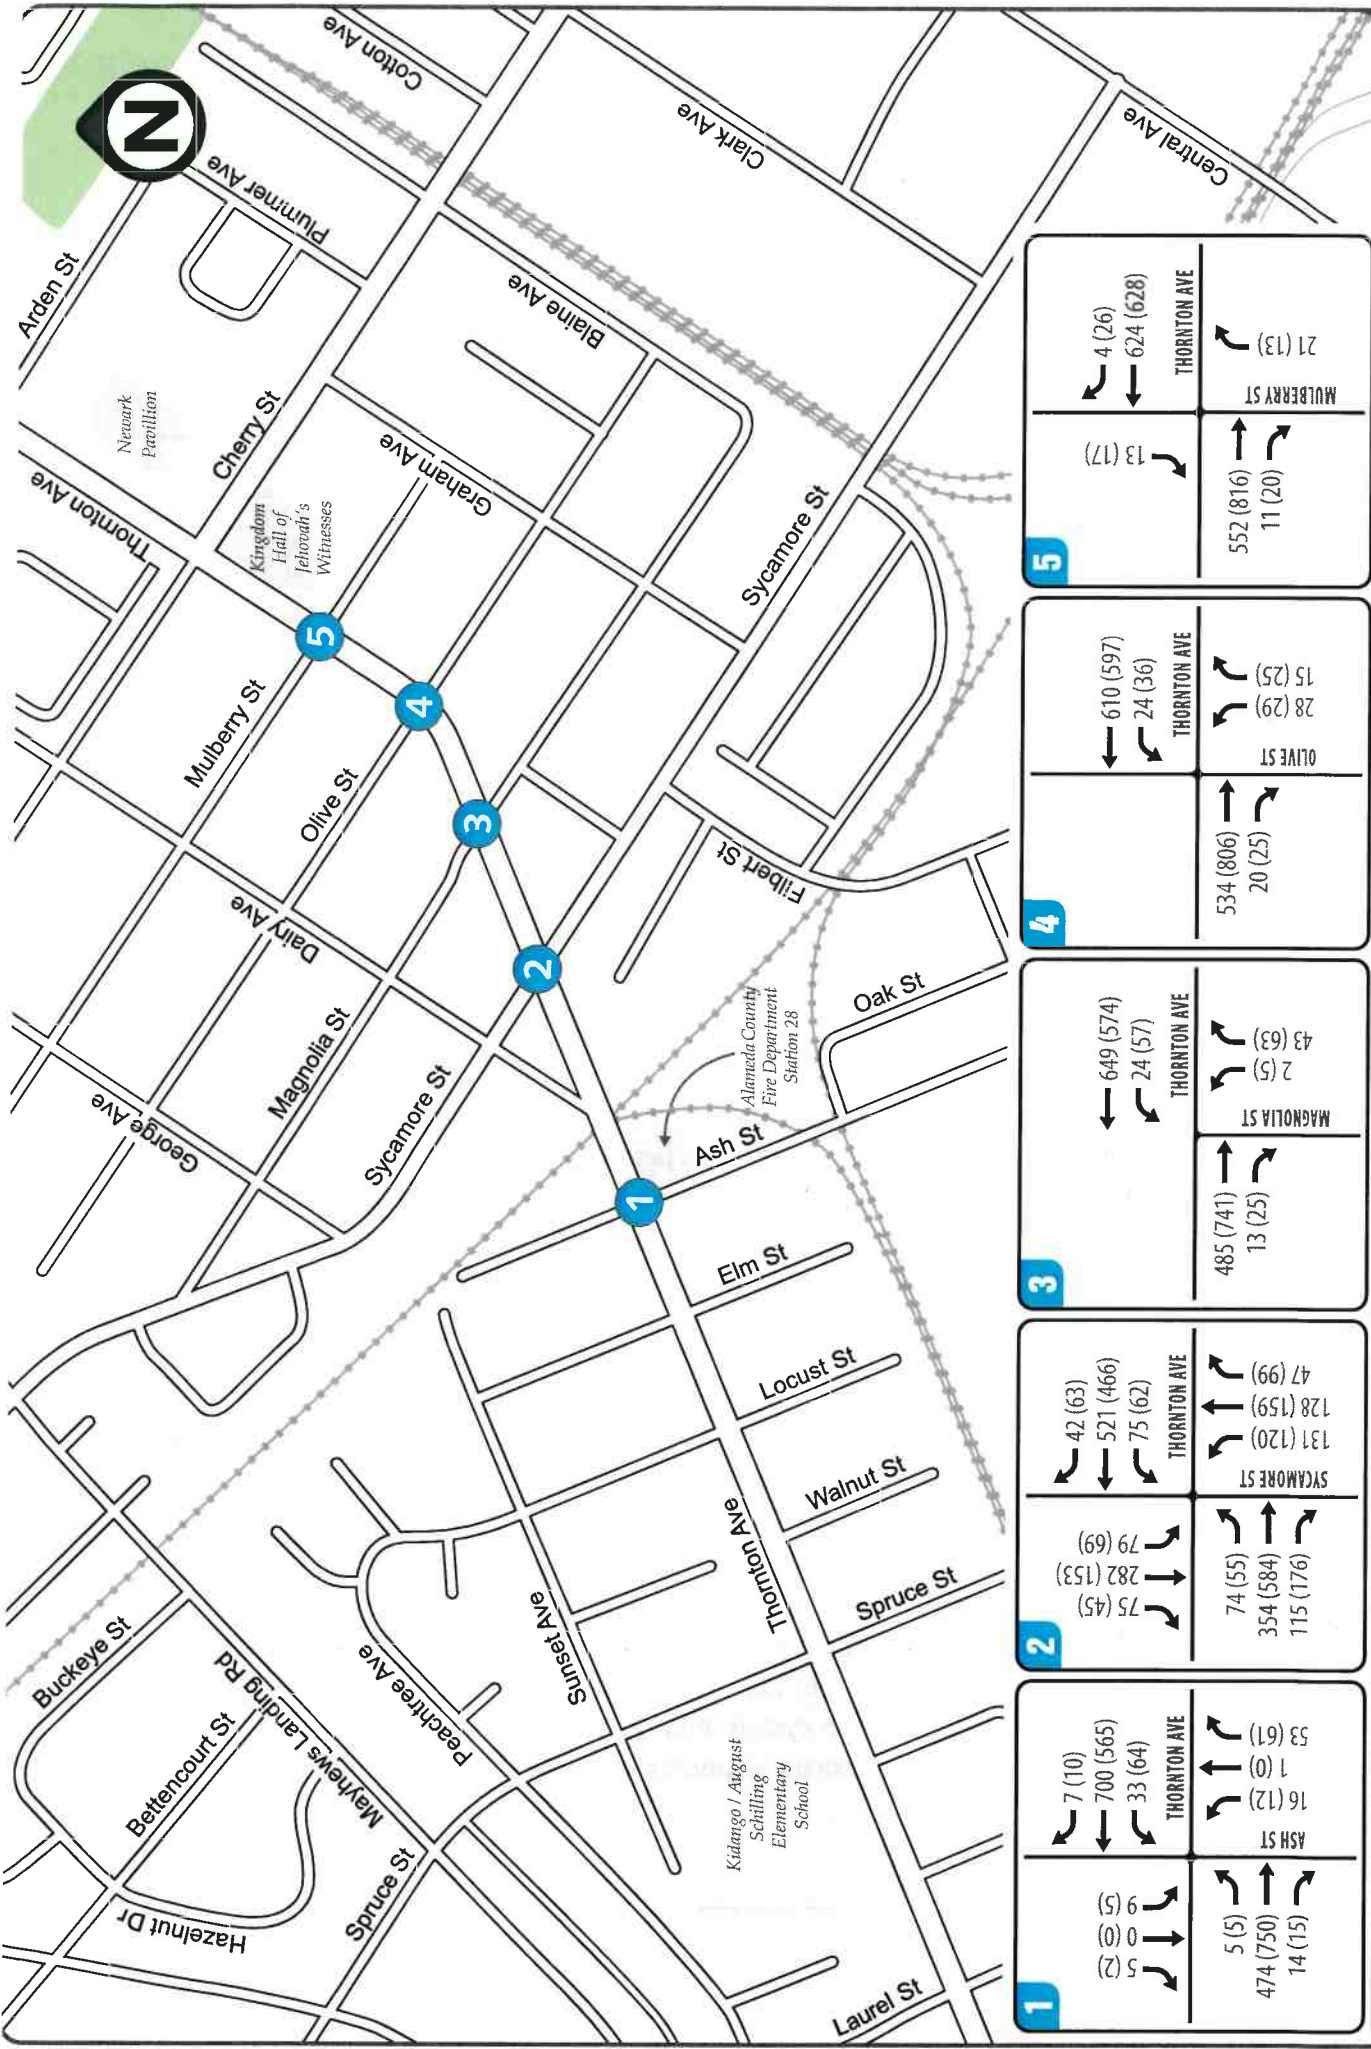 N
Cotton Ave
Plummer Ave
Arden St
Clark Ave
Central Ave
Blaine Ave
Newark
Pavillion
Cherry St
Thornton Ave
Graham Ave
Kingdom
Hall of
Jehovah's
Witnesses
Sycamore St
5
4
3
2
1
Mulberry St
Olive St
Dairy Ave
Filbert St
Magnolia St
George Ave
Sycamore St
Oak St
Alameda County
Fire Department
Station 28
Ash St
Elm St
Locust St
Walnut St
Spruce St
Thornton Ave
Sunset Ave
Peachtree Ave
Buckeye St
Mayhews Landing Rd
Bettencourt St
Hazelnut Dr
Spruce St
Kidango / August
Schilling
Elementary
School
Laurel St
1
5 (2)
0 (0)
9 (5)
7 (10)
700 (565)
33 (64)
THORNTON AVE
5 (5)
474 (750)
14 (15)
ASH ST
16 (12)
1 (0)
53 (61)
2
75 (45)
282 (153)
79 (69)
42 (63)
521 (466)
75 (62)
THORNTON AVE
74 (55)
354 (584)
115 (176)
SYCAMORE ST
131 (120)
128 (159)
47 (99)
3
649 (574)
24 (57)
THORNTON AVE
485 (741)
13 (25)
MAGNOLIA ST
2 (5)
43 (63)
4
610 (597)
24 (36)
THORNTON AVE
534 (806)
20 (25)
OLIVE ST
28 (29)
15 (25)
5
13 (17)
4 (26)
624 (628)
THORNTON AVE
552 (816)
11 (20)
MULBERRY ST
21 (13)